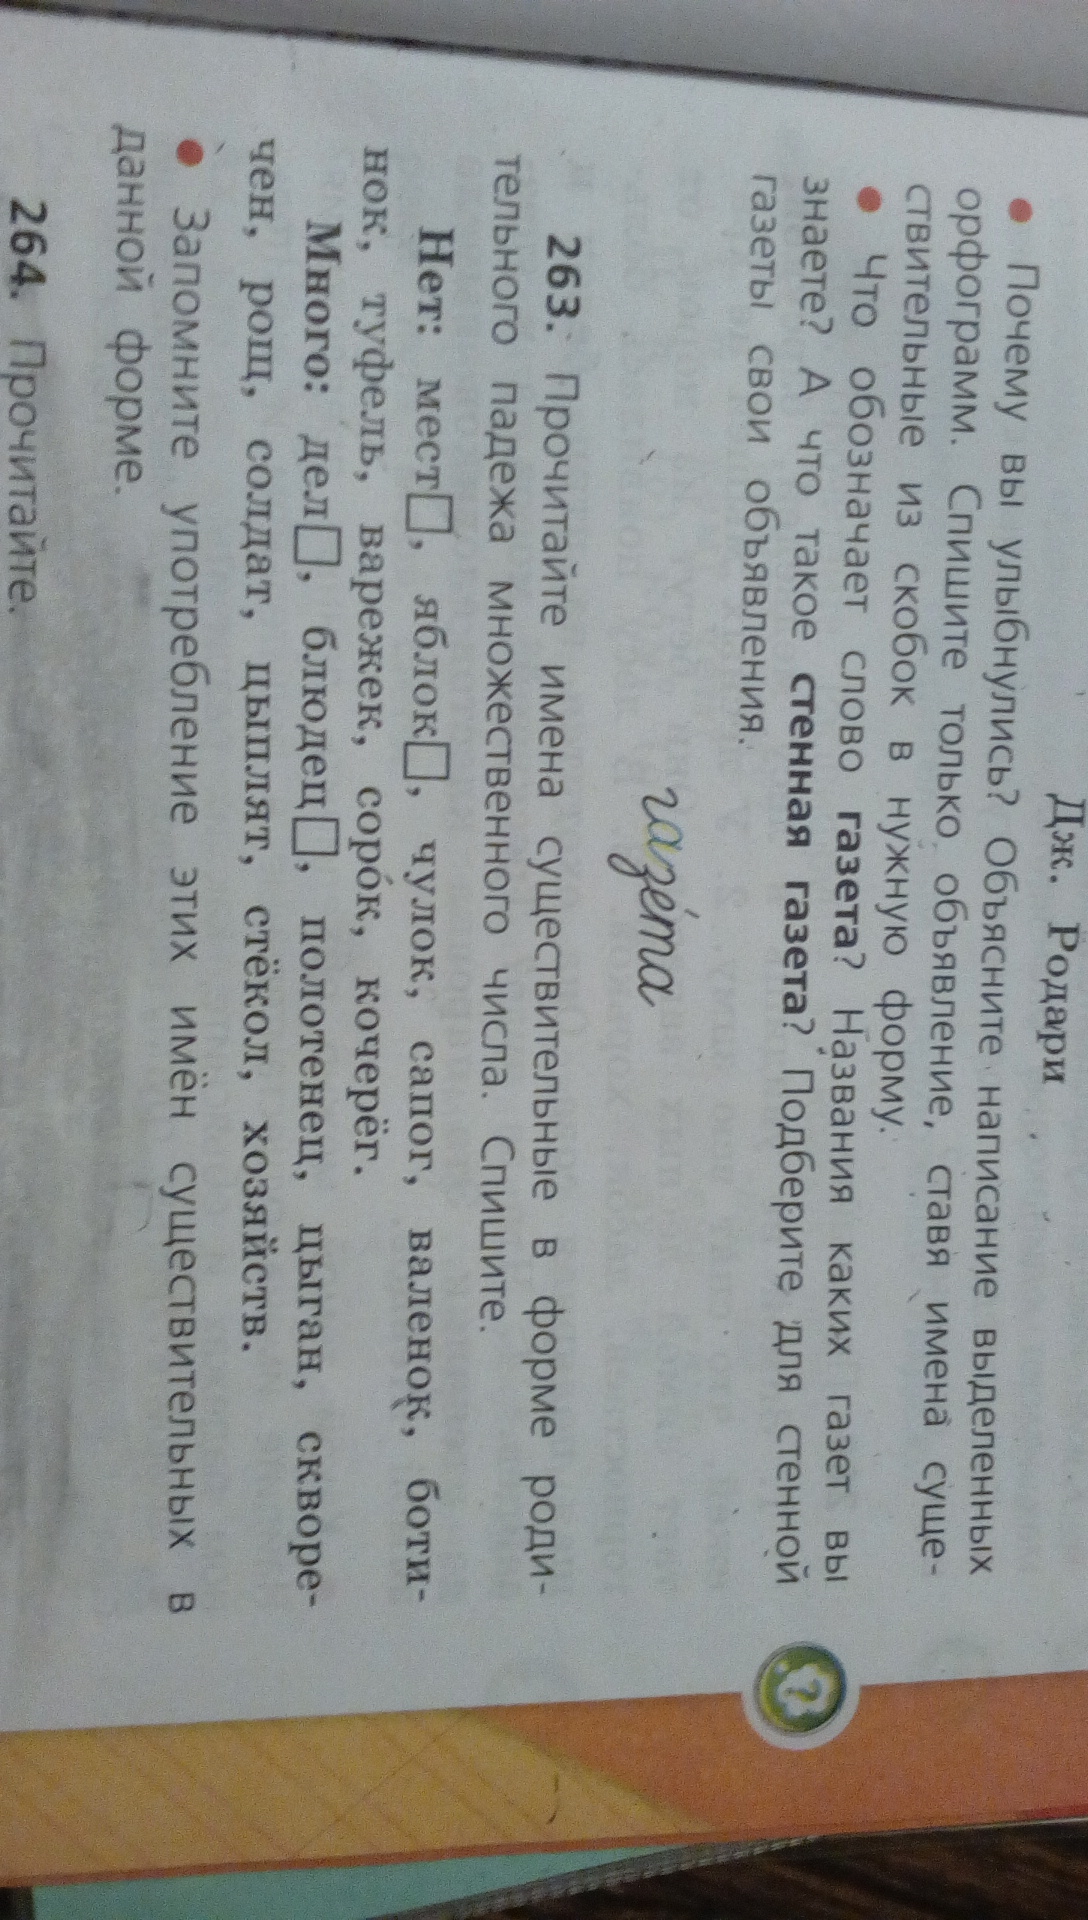 Дж. Родари
• Почему вы улыбнулись? Объясните написание выделенных
орфограмм. Спишите только объявление, ставя имена суще-
ствительные из скобок в нужную форму.
• Что обозначает слово газета? Названия каких газет вы
знаете? А что такое стенная газета? Подберите для стенной
газеты свои объявления.
газе́та
263. Прочитайте имена существительные в форме роди-
тельного падежа множественного числа. Спишите.
Нет: мест□, яблок□, чулок, сапог, валенок, боти-
нок, туфель, варежек, соро́к, кочерёг.
Много: дел□, блюдец□, полотенец, цыган, скворе-
чен, рощ, солдат, цыплят, стёкол, хозяйств.
• Запомните употребление этих имён существительных в
данной форме.
264. Прочитайте.
?